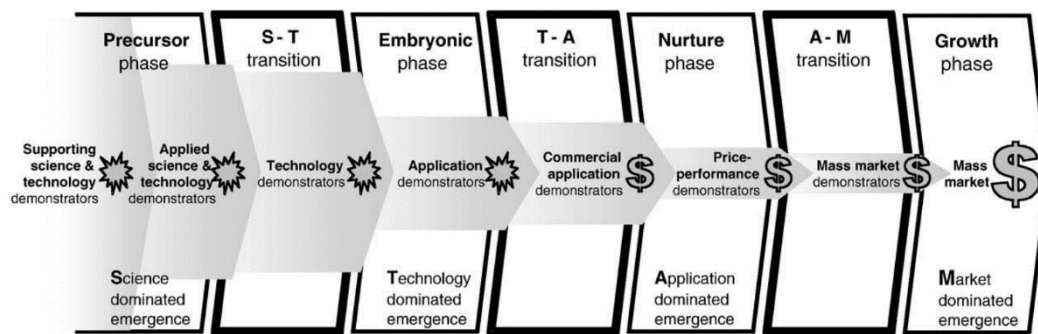 Precursor
phase
S - T
transition
Embryonic
phase
T - A
transition
Nurture
phase
A - M
transition
Growth
phase
Supporting
science &
technology
demonstrators
Applied
science &
technology
demonstrators
Technology
demonstrators
Application
demonstrators
Commercial
application
demonstrators
$
Price-
performance
demonstrators
$
Mass market
demonstrators
$
Mass
market
$
Science
dominated
emergence
Technology
dominated
emergence
Application
dominated
emergence
Market
dominated
emergence